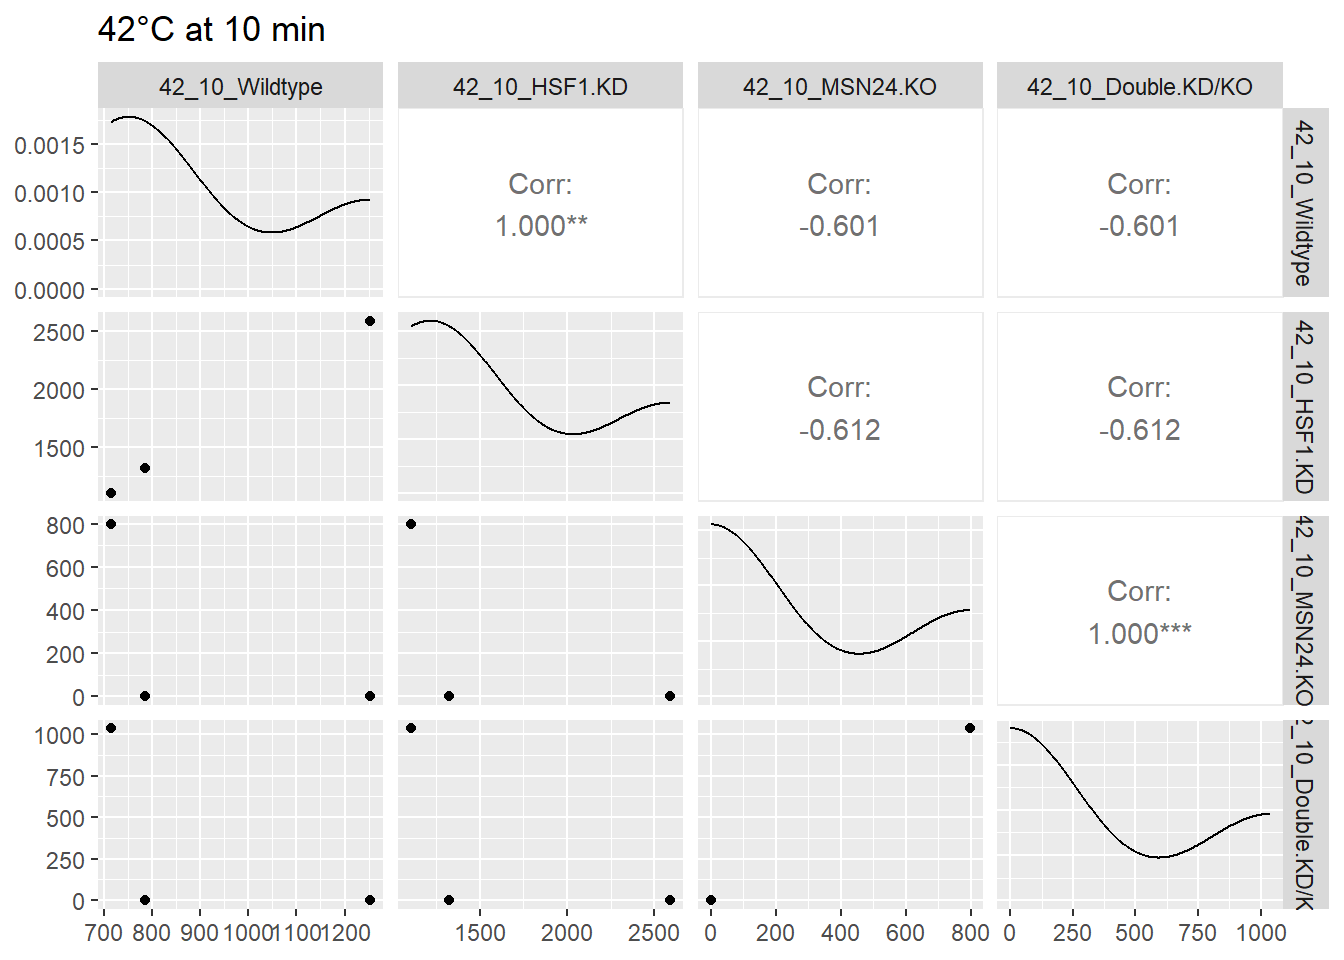 42°C at 10 min
42_10_Wildtype
42_10_HSF1.KD
42_10_MSN24.KO
42_10_Double.KD/KO
0.0015
0.0010
0.0005
0.0000
Corr:
1.000**
Corr:
-0.601
Corr:
-0.601
42_10_Wildtype
2500
2000
1500
Corr:
-0.612
Corr:
-0.612
42_10_HSF1.KD
800
600
400
200
0
Corr:
1.000***
42_10_MSN24.KO
1000
750
500
250
0
2_10_Double.KD/K
700 800 900 1000 1100 1200
1500 2000 2500
0 200 400 600 800
0 250 500 750 1000